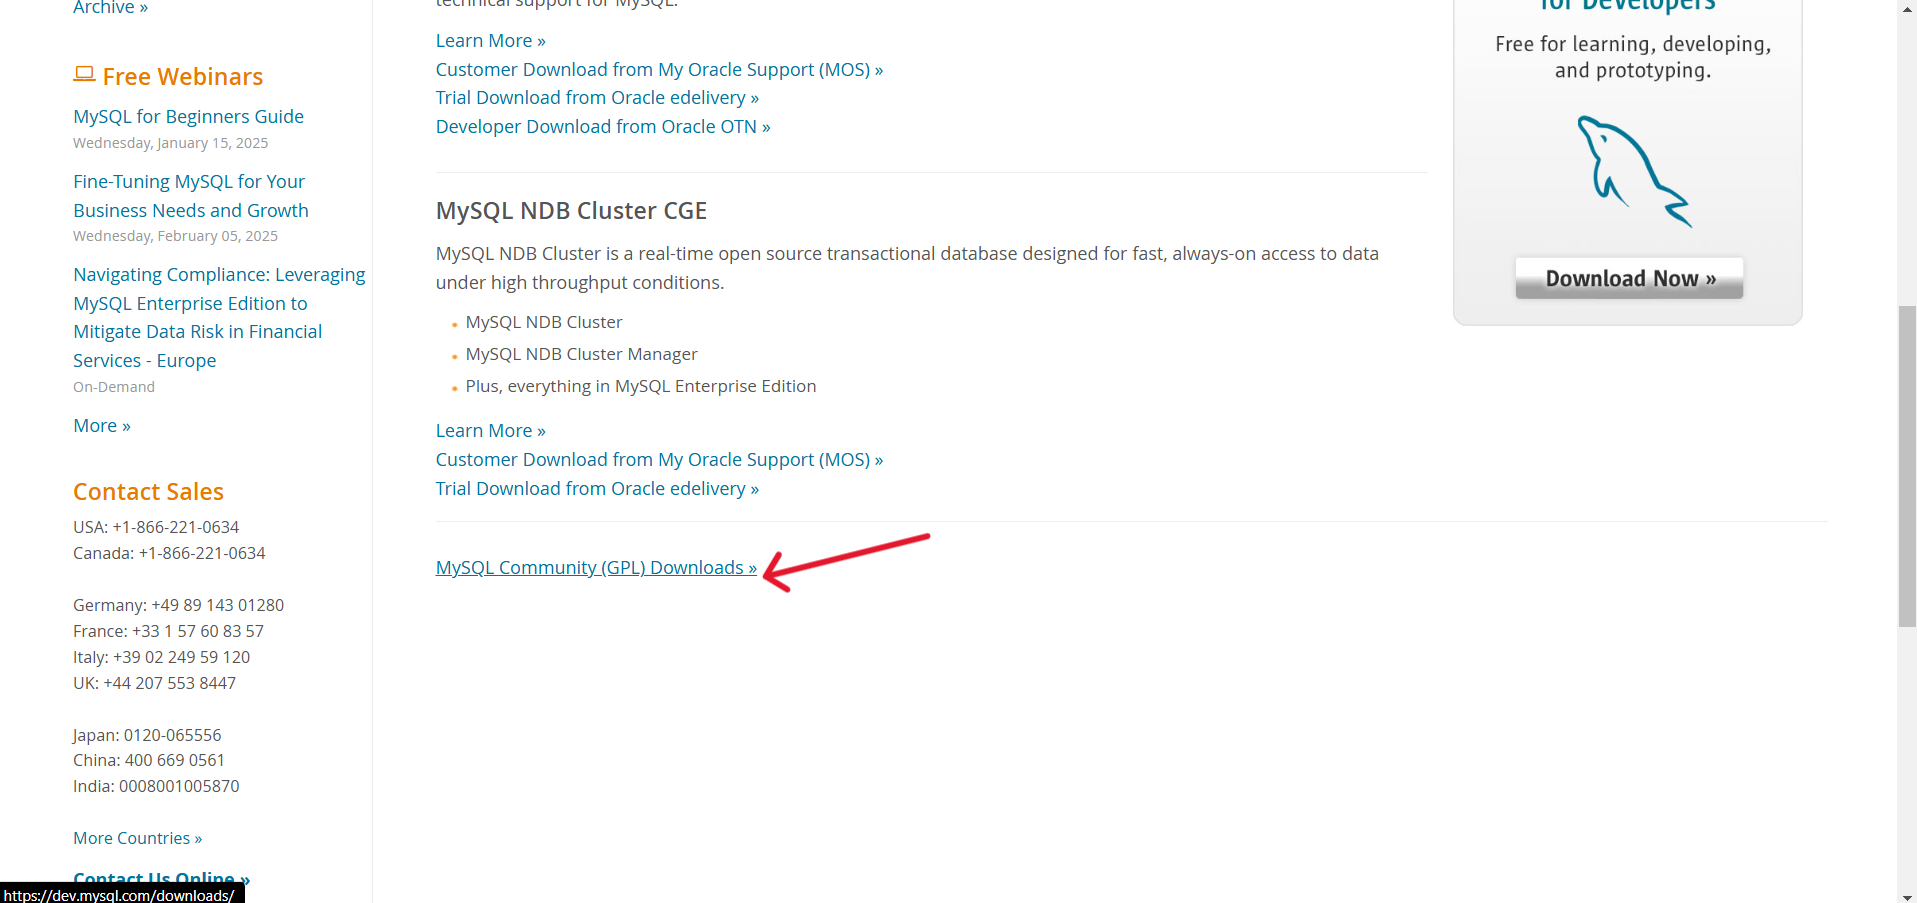 Archive »
Free Webinars
MySQL for Beginners Guide
Wednesday, January 15, 2025
Fine-Tuning MySQL for Your
Business Needs and Growth
Wednesday, February 05, 2025
Navigating Compliance: Leveraging
MySQL Enterprise Edition to
Mitigate Data Risk in Financial
Services - Europe
On-Demand
More »
Contact Sales
USA: +1-866-221-0634
Canada: +1-866-221-0634
Germany: +49 89 143 01280
France: +33 1 57 60 83 57
Italy: +39 02 249 59 120
UK: +44 207 553 8447
Japan: 0120-065556
China: 400 669 0561
India: 0008001005870
More Countries »
Contact Us Online »
https://dev.mysql.com/downloads/
technical support for MySQL.
Learn More »
Customer Download from My Oracle Support (MOS) »
Trial Download from Oracle edelivery »
Developer Download from Oracle OTN »
MySQL NDB Cluster CGE
MySQL NDB Cluster is a real-time open source transactional database designed for fast, always-on access to data
under high throughput conditions.
MySQL NDB Cluster
MySQL NDB Cluster Manager
Plus, everything in MySQL Enterprise Edition
Learn More »
Customer Download from My Oracle Support (MOS) »
Trial Download from Oracle edelivery »
MySQL Community (GPL) Downloads »
for Developers
Free for learning, developing,
and prototyping.
Download Now »